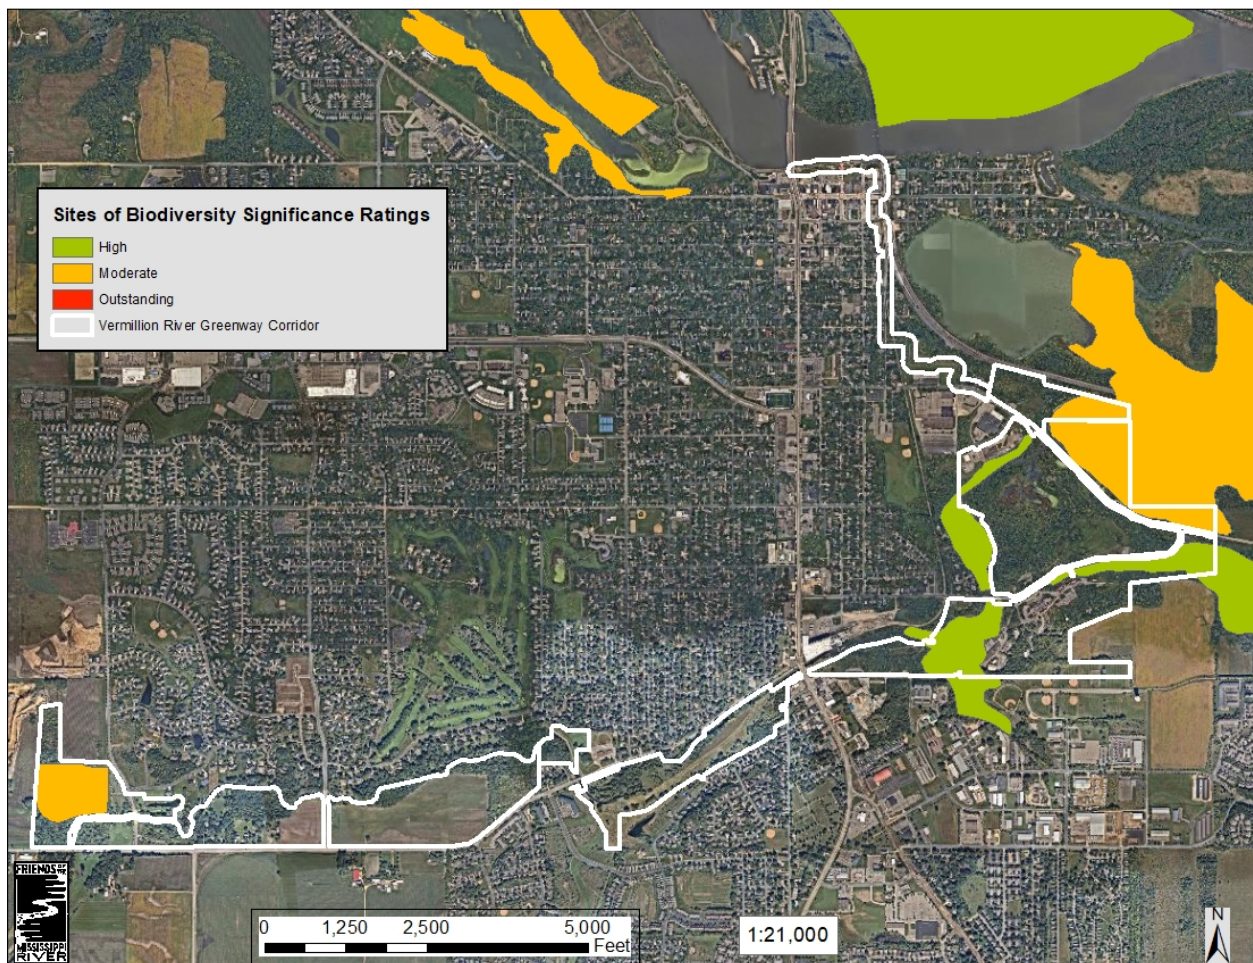 Sites of Biodiversity Significance Ratings
High
Moderate
Outstanding
Vermillion River Greenway Corridor
FRIENDS OF THE
MISSISSIPPI
RIVER
0 1,250 2,500 5,000
Feet
1:21,000
N